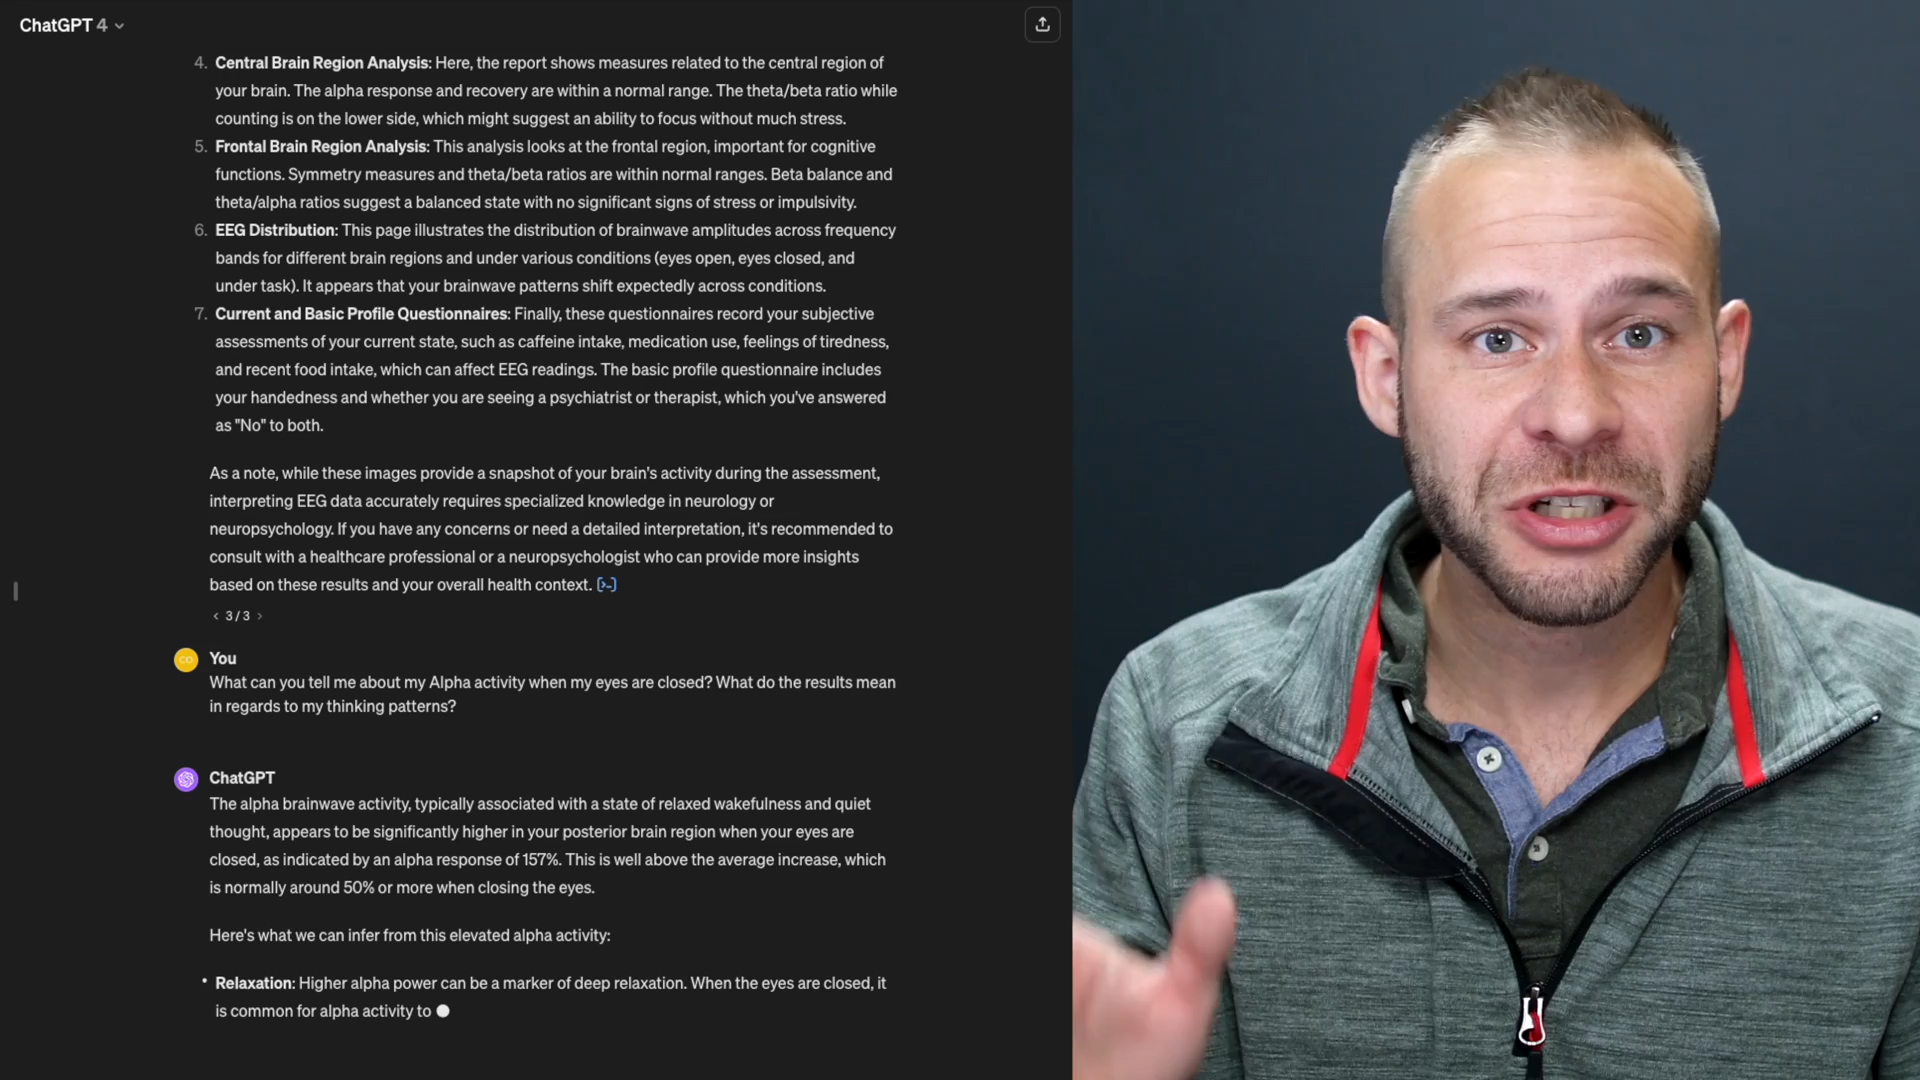 ChatGPT 4
4. Central Brain Region Analysis: Here, the report shows measures related to the central region of
your brain. The alpha response and recovery are within a normal range. The theta/beta ratio while
counting is on the lower side, which might suggest an ability to focus without much stress.
5. Frontal Brain Region Analysis: This analysis looks at the frontal region, important for cognitive
functions. Symmetry measures and theta/beta ratios are within normal ranges. Beta balance and
theta/alpha ratios suggest a balanced state with no significant signs of stress or impulsivity.
6. EEG Distribution: This page illustrates the distribution of brainwave amplitudes across frequency
bands for different brain regions and under various conditions (eyes open, eyes closed, and
under task). It appears that your brainwave patterns shift expectedly across conditions.
7. Current and Basic Profile Questionnaires: Finally, these questionnaires record your subjective
assessments of your current state, such as caffeine intake, medication use, feelings of tiredness,
and recent food intake, which can affect EEG readings. The basic profile questionnaire includes
your handedness and whether you are seeing a psychiatrist or therapist, which you've answered
as "No" to both.
As a note, while these images provide a snapshot of your brain's activity during the assessment,
interpreting EEG data accurately requires specialized knowledge in neurology or
neuropsychology. If you have any concerns or need a detailed interpretation, it's recommended to
consult with a healthcare professional or a neuropsychologist who can provide more insights
based on these results and your overall health context. [>-]
< 3 / 3 >
CO You
What can you tell me about my Alpha activity when my eyes are closed? What do the results mean
in regards to my thinking patterns?
ChatGPT
The alpha brainwave activity, typically associated with a state of relaxed wakefulness and quiet
thought, appears to be significantly higher in your posterior brain region when your eyes are
closed, as indicated by an alpha response of 157%. This is well above the average increase, which
is normally around 50% or more when closing the eyes.
Here's what we can infer from this elevated alpha activity:
• Relaxation: Higher alpha power can be a marker of deep relaxation. When the eyes are closed, it
is common for alpha activity to